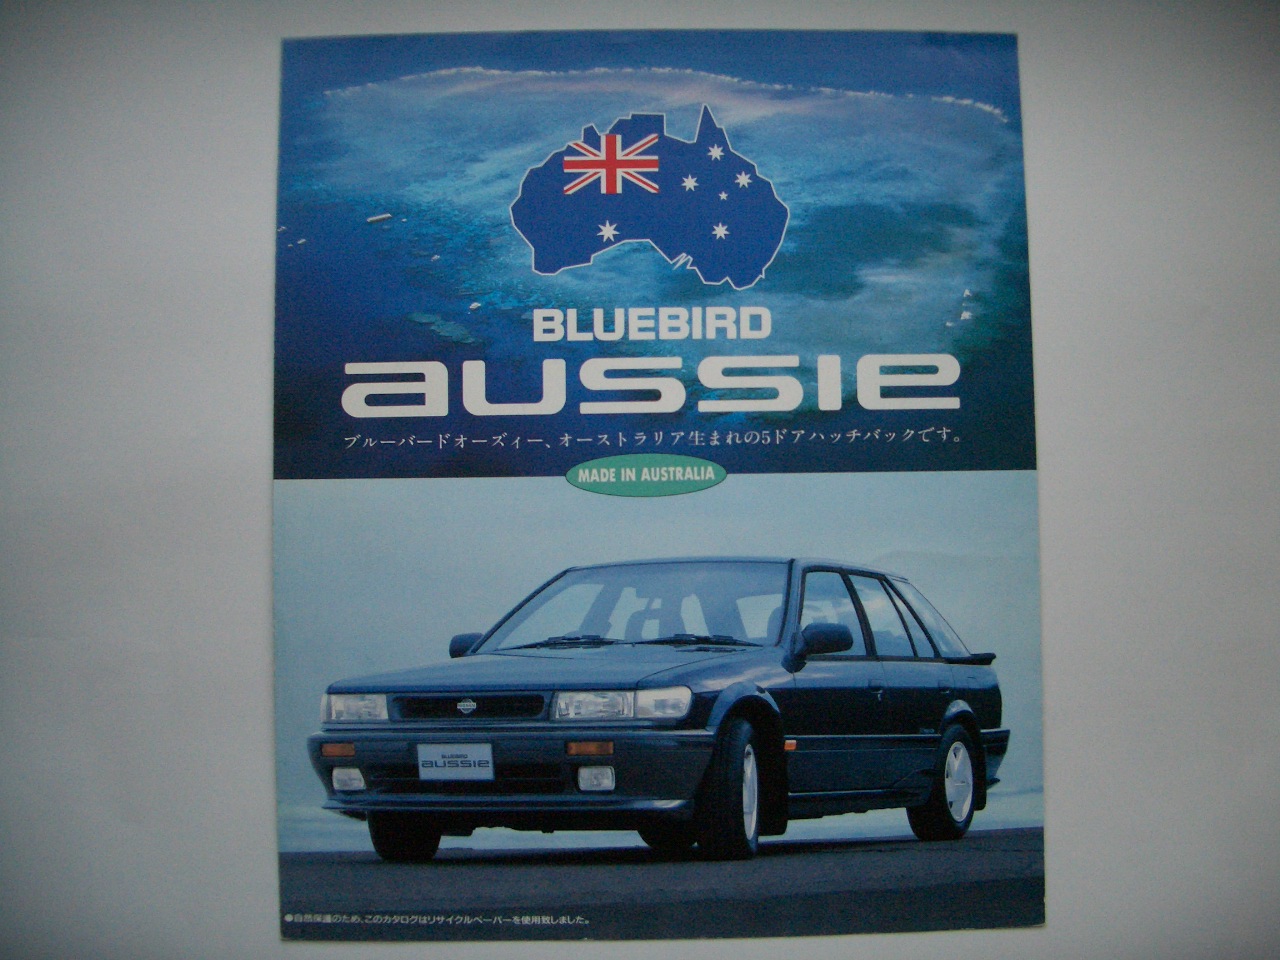 BLUEBIRD
aussie
ブルーバードオーズィー、オーストラリア生まれの5ドアハッチバックです。
MADE IN AUSTRALIA
BLUEBIRD
aussie
●自然保護のため、このカタログはリサイクルペーパーを使用致しました。